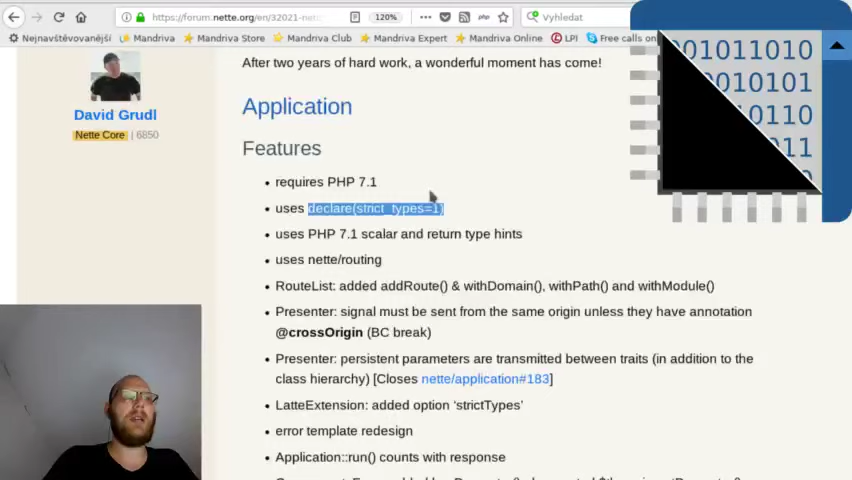 https://forum.nette.org/en/32021-net
120%
Vyhledat
Nejnavštěvovanější Mandriva Mandriva Store Mandriva Club Mandriva Expert Mandriva Online LPI Free calls on
After two years of hard work, a wonderful moment has come!
David Grudl
Nette Core | 6850
Application
Features
• requires PHP 7.1
• uses declare(strict_types=1)
• uses PHP 7.1 scalar and return type hints
• uses nette/routing
• RouteList: added addRoute() & withDomain(), withPath() and withModule()
• Presenter: signal must be sent from the same origin unless they have annotation
@crossOrigin (BC break)
• Presenter: persistent parameters are transmitted between traits (in addition to the
class hierarchy) [Closes nette/application#183]
• LatteExtension: added option ‘strictTypes’
• error template redesign
• Application::run() counts with response
001011010
010101
0110
11